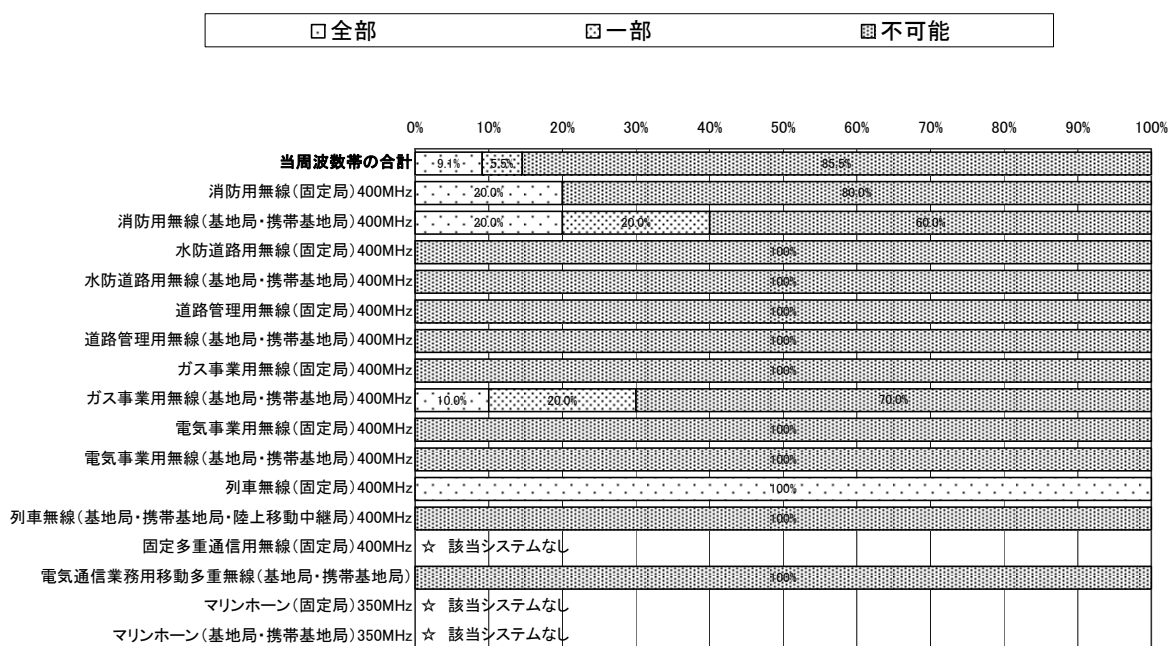 全部 一部 不可能
0% 10% 20% 30% 40% 50% 60% 70% 80% 90% 100%
当周波数帯の合計 9.1% 5.5% 85.5%
消防用無線(固定局)400MHz 20.0% 80.0%
消防用無線(基地局・携帯基地局)400MHz 20.0% 20.0% 60.0%
水防道路用無線(固定局)400MHz 100%
水防道路用無線(基地局・携帯基地局)400MHz 100%
道路管理用無線(固定局)400MHz 100%
道路管理用無線(基地局・携帯基地局)400MHz 100%
ガス事業用無線(固定局)400MHz 100%
ガス事業用無線(基地局・携帯基地局)400MHz 10.0% 20.0% 70.0%
電気事業用無線(固定局)400MHz 100%
電気事業用無線(基地局・携帯基地局)400MHz 100%
列車無線(固定局)400MHz 100%
列車無線(基地局・携帯基地局・陸上移動中継局)400MHz 100%
固定多重通信用無線(固定局)400MHz ☆ 該当システムなし
電気通信業務用移動多重無線(基地局・携帯基地局) 100%
マリンホーン(固定局)350MHz ☆ 該当システムなし
マリンホーン(基地局・携帯基地局)350MHz ☆ 該当システムなし